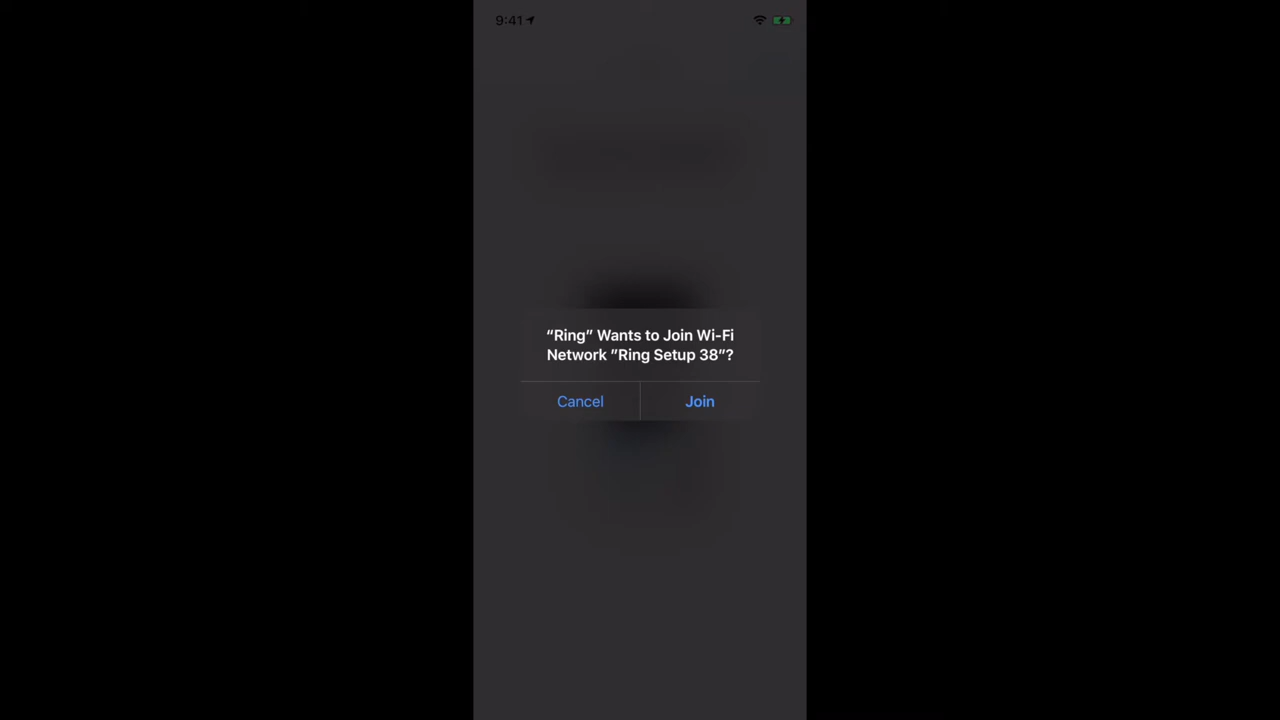 9:41
“Ring” Wants to Join Wi-Fi
Network ”Ring Setup 38”?
Cancel
Join